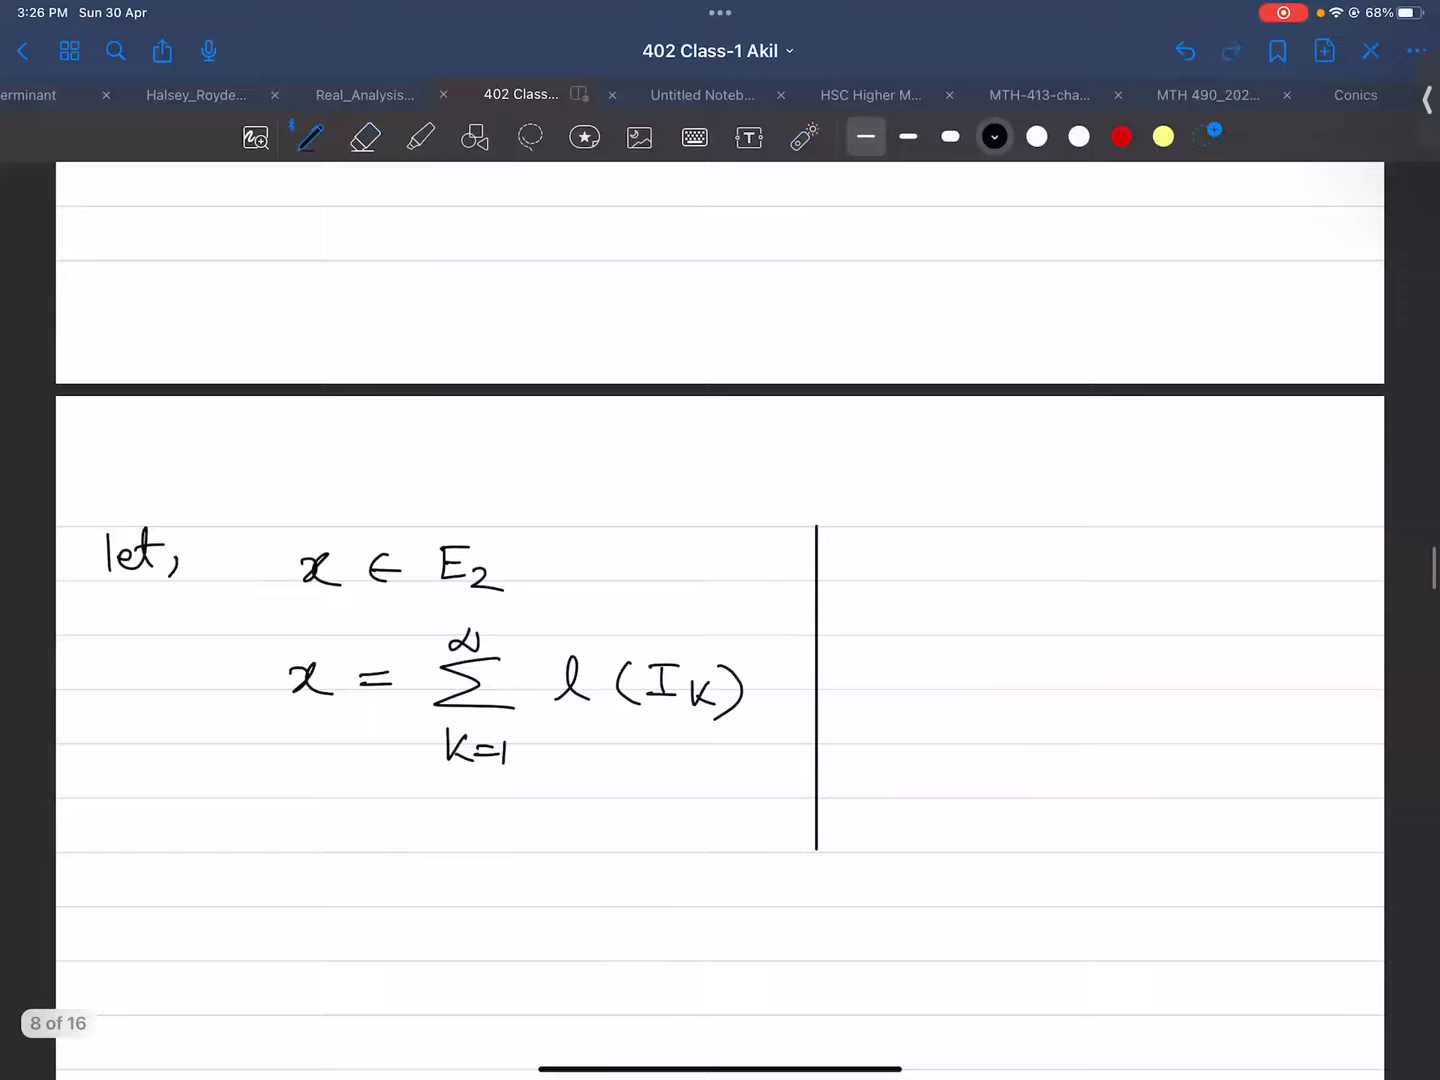 3:26 PM Sun 30 Apr
68%
402 Class-1 Akil
erminant
Halsey_Royde...
Real_Analysis...
402 Class...
Untitled Noteb...
HSC Higher M...
MTH-413-cha...
MTH 490_202...
Conics
let, x ∈ E₂
x = ∑_{k=1}^{∞} l (I_K)
8 of 16